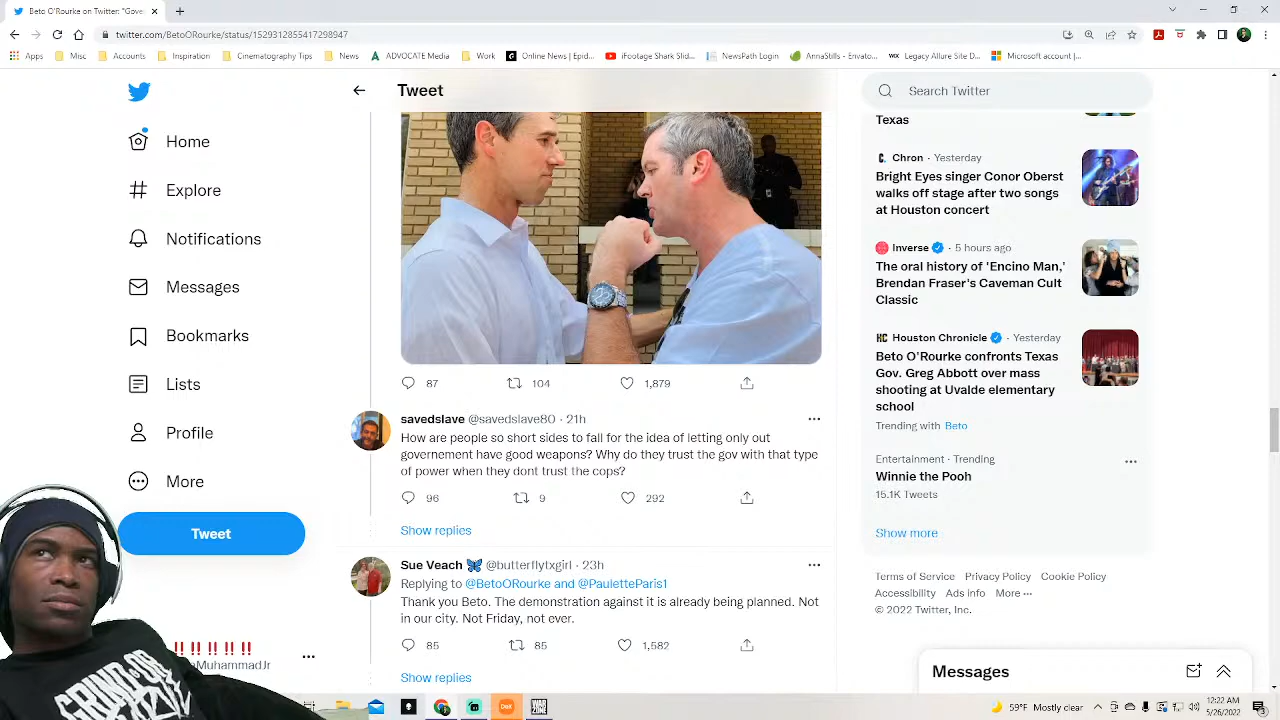 Beto O'Rourke on Twitter: "Gove
twitter.com/BetoORourke/status/1529312855417298947
Apps
Misc
Accounts
Inspiration
Cinematography Tips
News
ADVOCATE Media
Work
Online News | Epid...
iFootage Shark Slid...
NewsPath Login
AnnaStills - Envato...
Legacy Allure Site D...
Microsoft account |...
Tweet
Search Twitter
Home
Explore
Notifications
Messages
Bookmarks
Lists
Profile
More
Tweet
aMuhammadJr
87 104 1,879
savedslave @savedslave80 · 21h
How are people so short sides to fall for the idea of letting only out
governement have good weapons? Why do they trust the gov with that type
of power when they dont trust the cops?
96 9 292
Show replies
Sue Veach @butterflytxgirl · 23h
Replying to @BetoORourke and @PauletteParis1
Thank you Beto. The demonstration against it is already being planned. Not
in our city. Not Friday, not ever.
85 85 1,582
Show replies
Texas
Chron · Yesterday
Bright Eyes singer Conor Oberst
walks off stage after two songs
at Houston concert
Inverse · 5 hours ago
The oral history of 'Encino Man,'
Brendan Fraser's Caveman Cult
Classic
Houston Chronicle · Yesterday
Beto O'Rourke confronts Texas
Gov. Greg Abbott over mass
shooting at Uvalde elementary
school
Trending with Beto
Entertainment · Trending
Winnie the Pooh
15.1K Tweets
Show more
Terms of Service Privacy Policy Cookie Policy
Accessibility Ads info More ···
© 2022 Twitter, Inc.
Messages
59°F Mostly clear
12:22 AM
5/26/2022